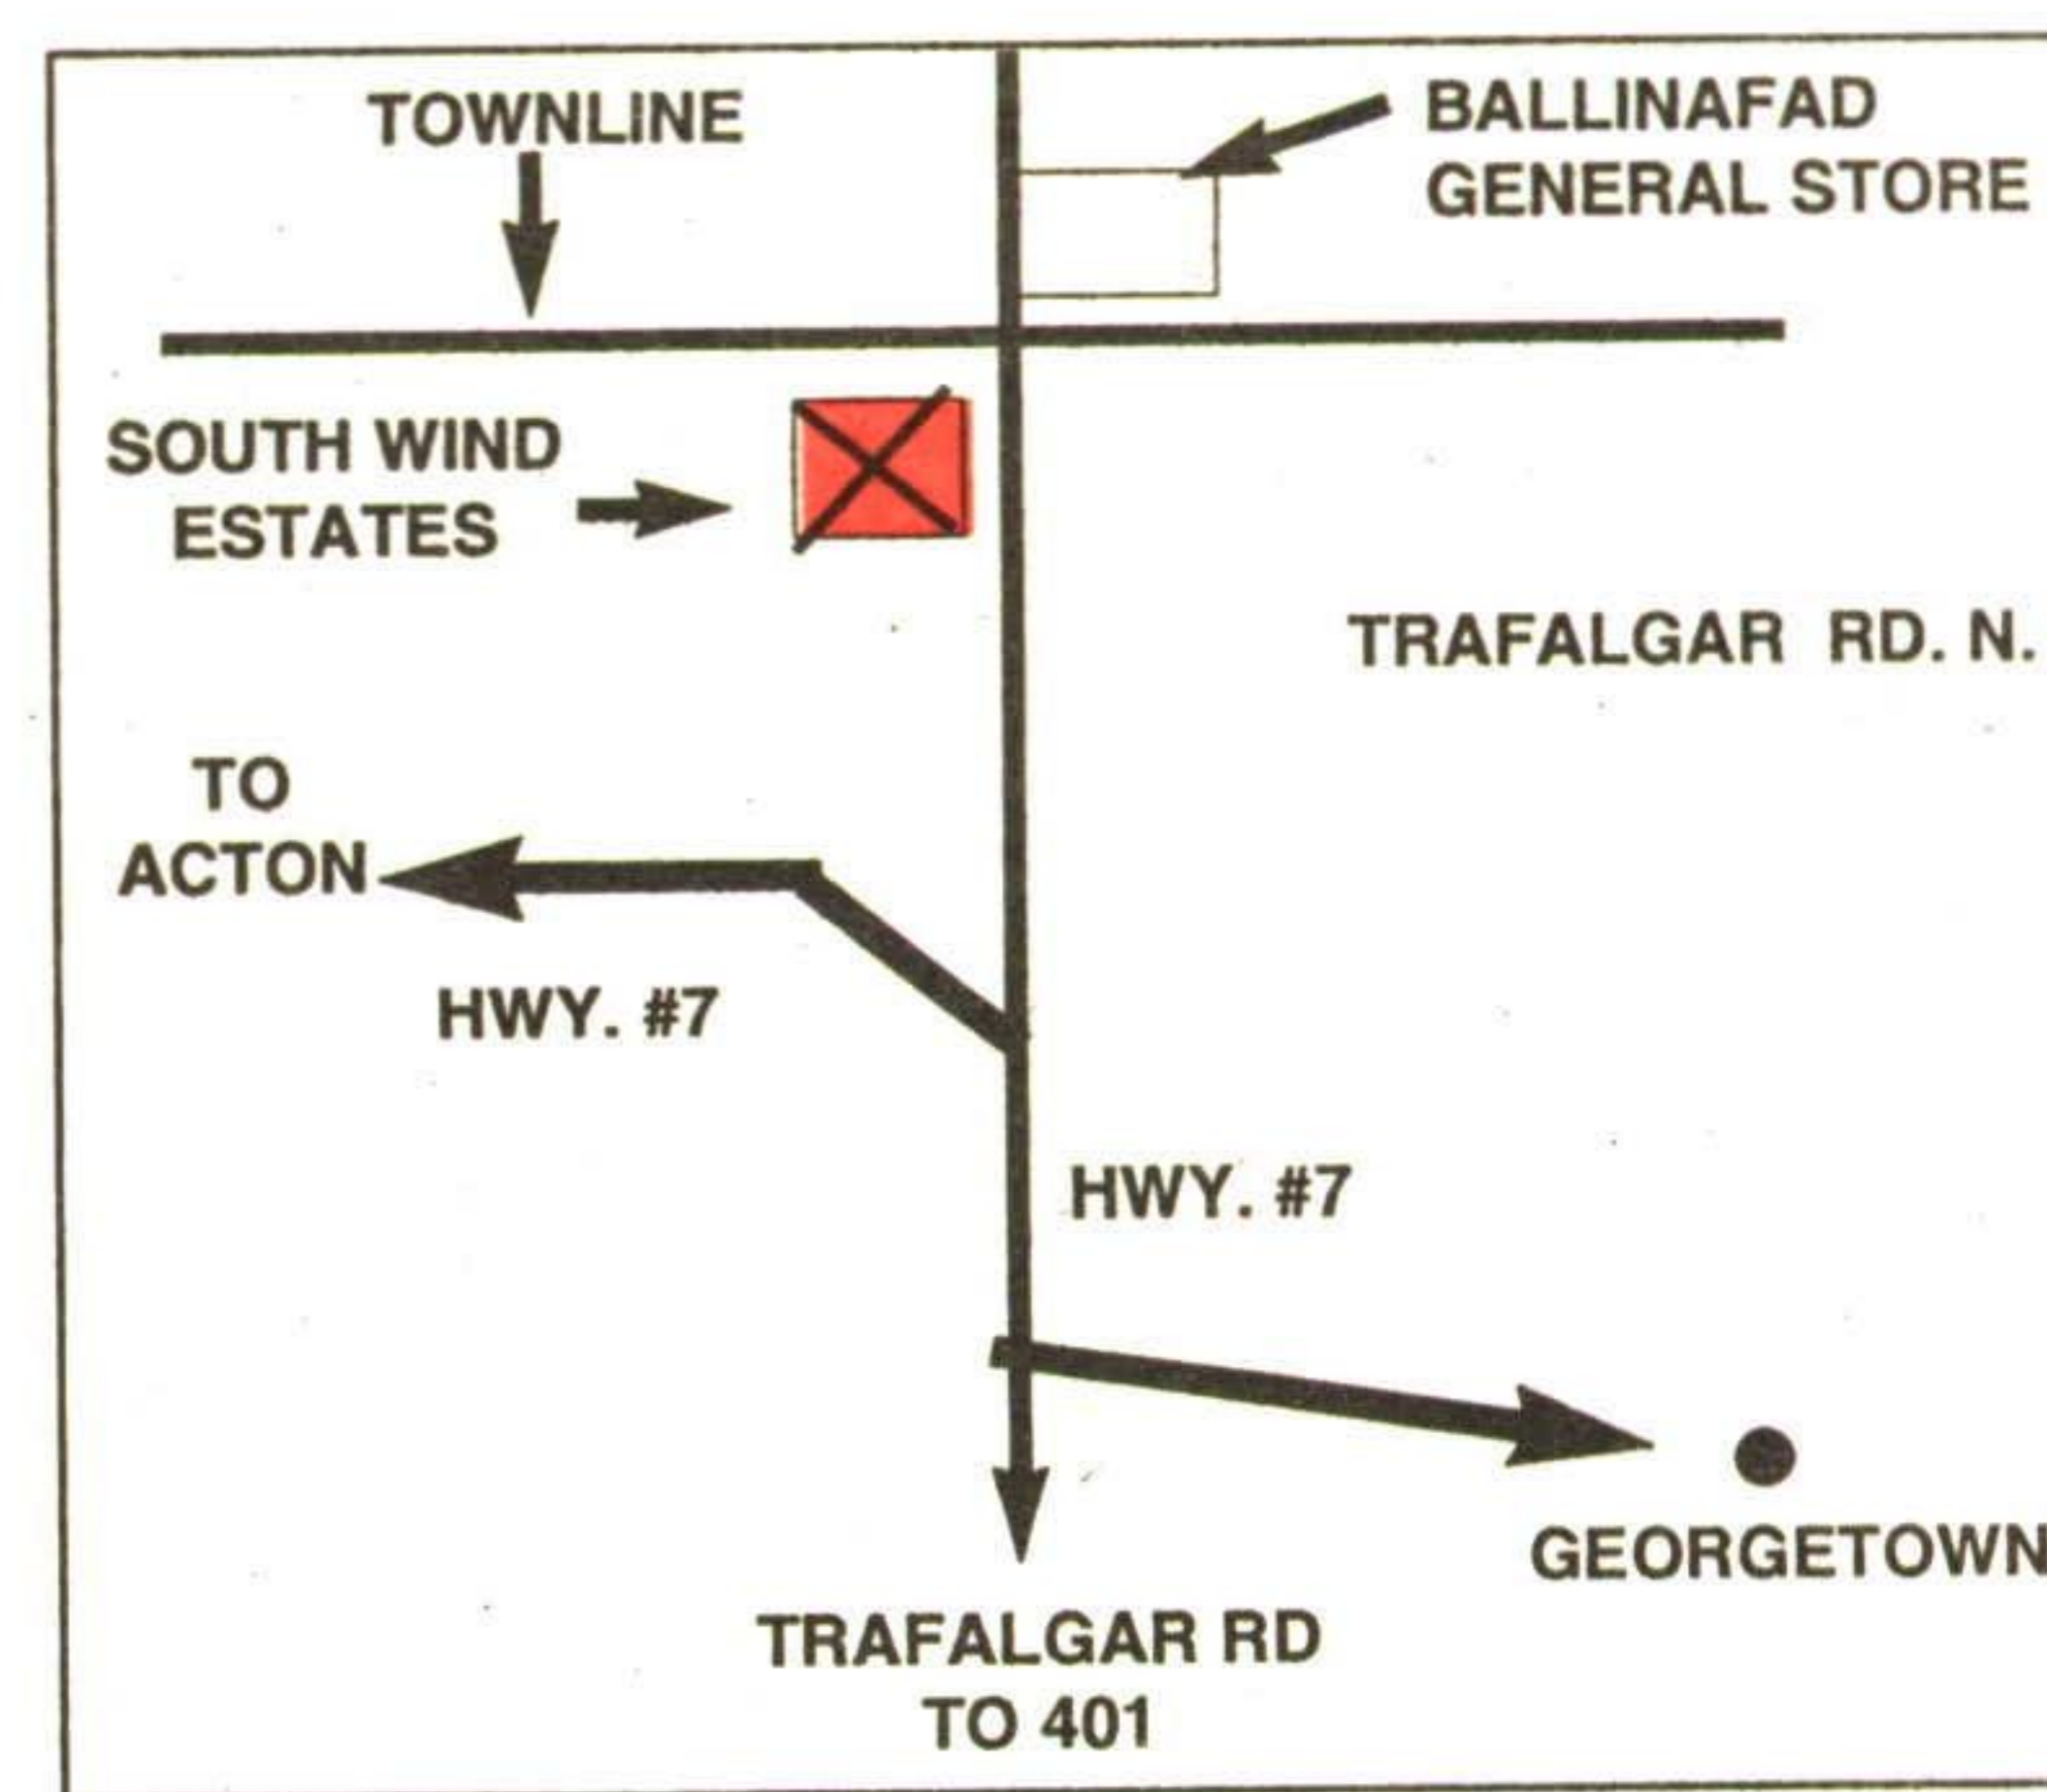 TOWNLINE
BALLINAFAD
GENERAL STORE
SOUTH WIND
ESTATES
TRAFALGAR RD. N.
TO
ACTON
HWY. #7
HWY. #7
GEORGETOWN
TRAFALGAR RD
TO 401